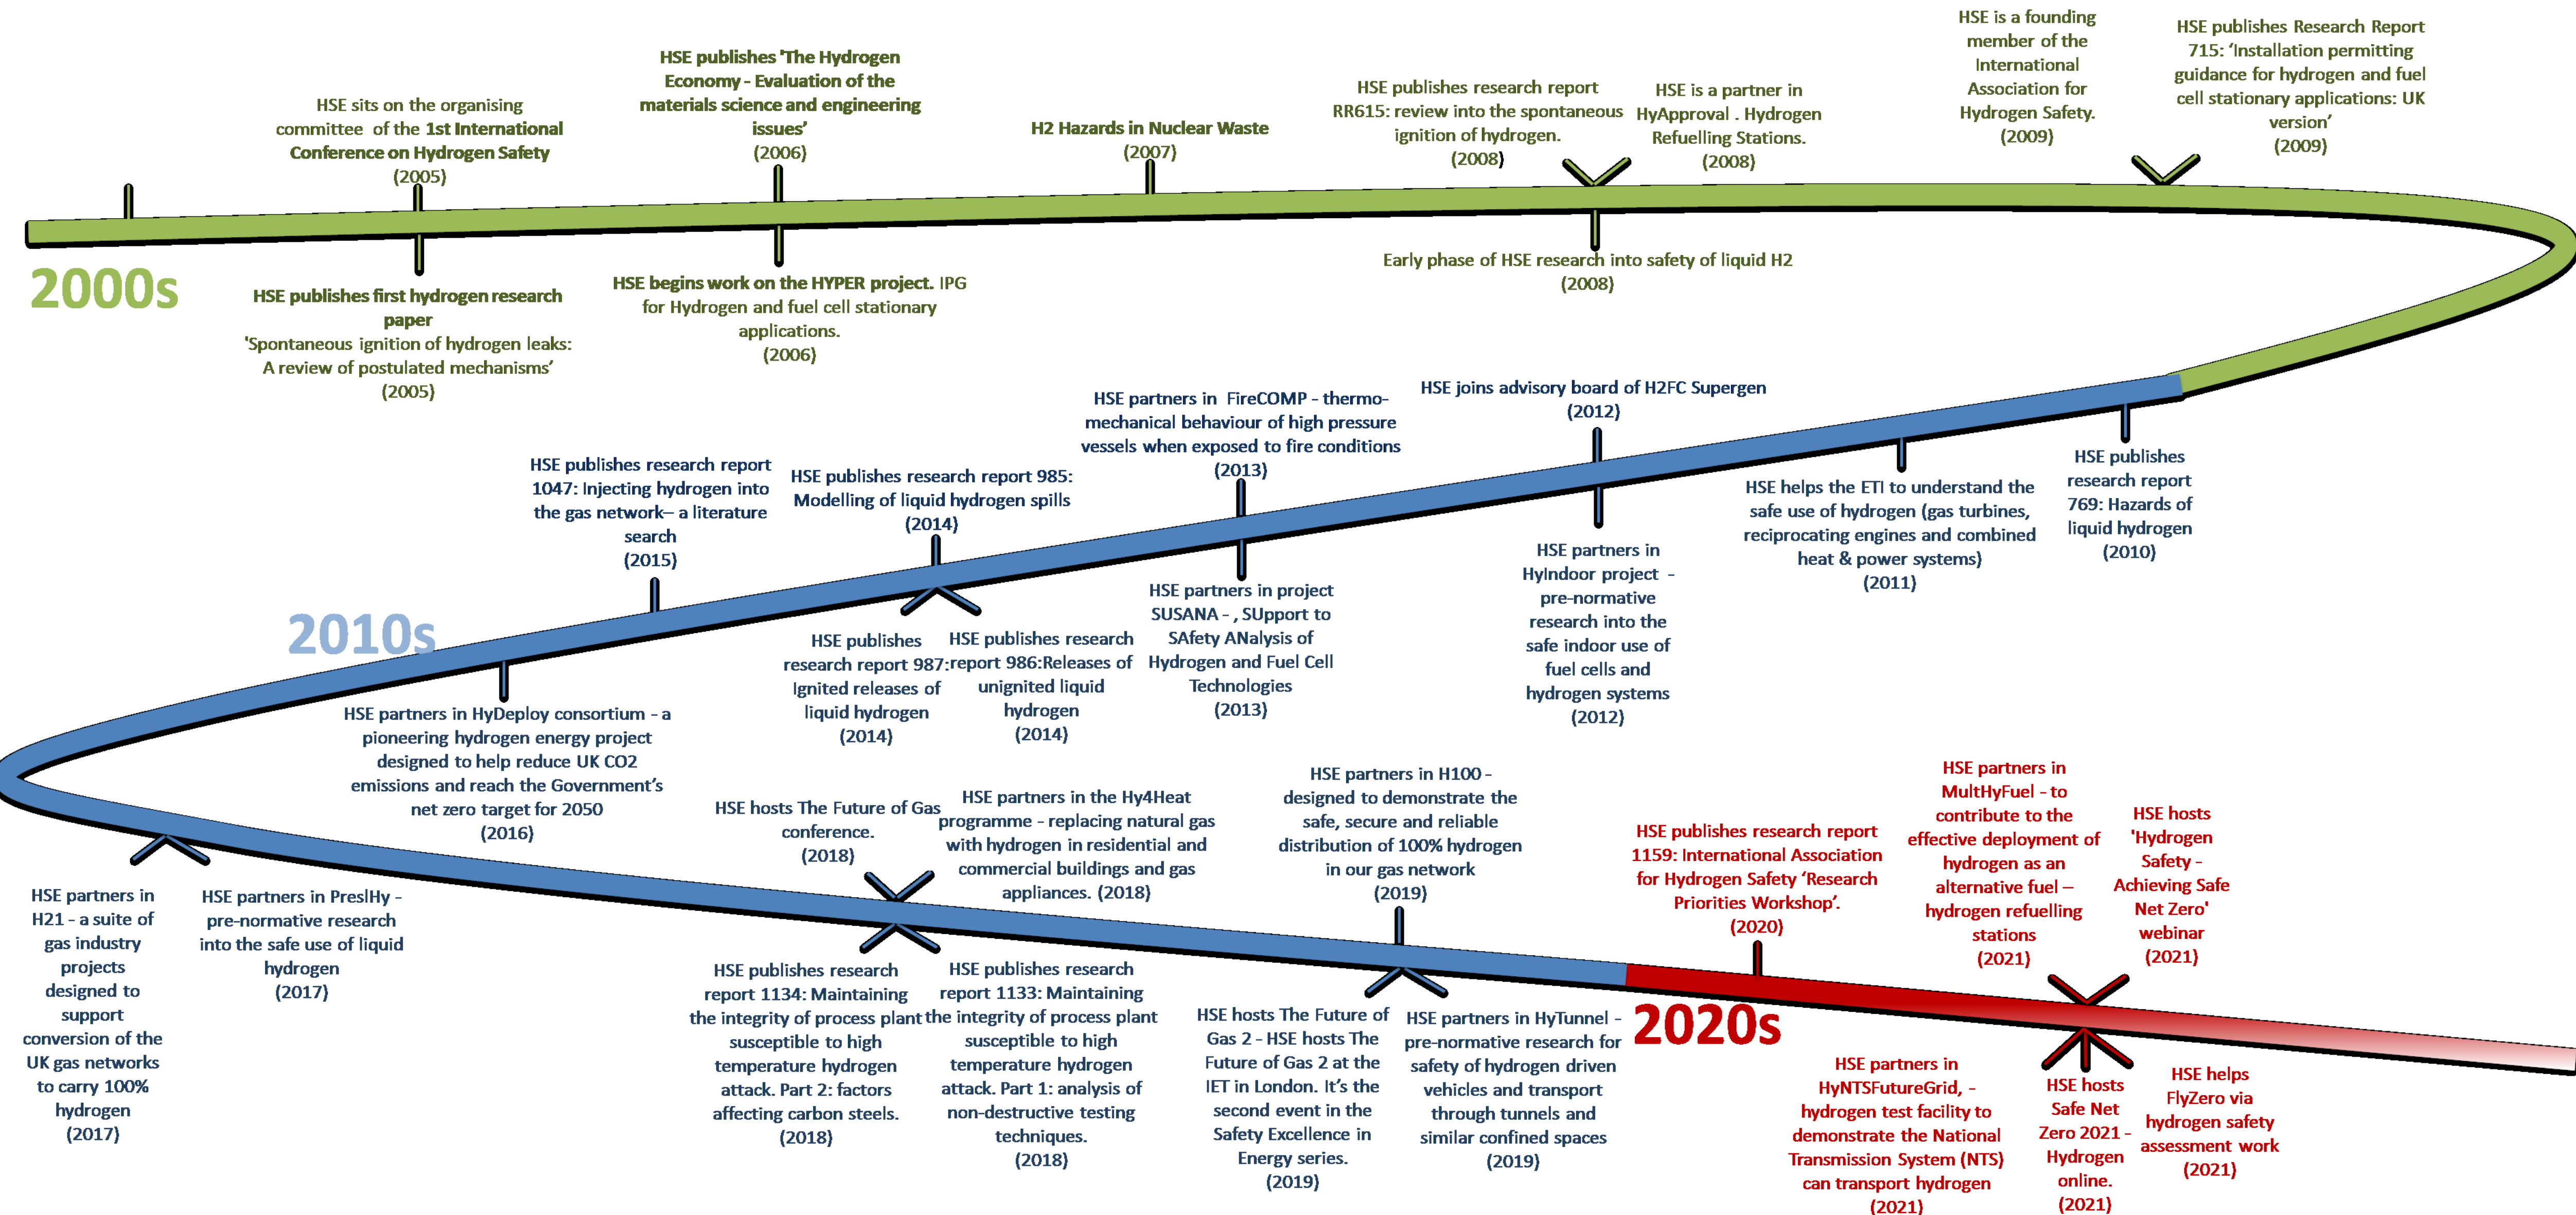 HSE sits on the organising
committee of the 1st International
Conference on Hydrogen Safety
(2005)
HSE publishes 'The Hydrogen
Economy - Evaluation of the
materials science and engineering
issues’
(2006)
H2 Hazards in Nuclear Waste
(2007)
HSE publishes research report
RR615: review into the spontaneous
ignition of hydrogen.
(2008)
HSE is a partner in
HyApproval . Hydrogen
Refuelling Stations.
(2008)
HSE is a founding
member of the
International
Association for
Hydrogen Safety.
(2009)
HSE publishes Research Report
715: ‘Installation permitting
guidance for hydrogen and fuel
cell stationary applications: UK
version’
(2009)
2000s
HSE publishes first hydrogen research
paper
'Spontaneous ignition of hydrogen leaks:
A review of postulated mechanisms’
(2005)
HSE begins work on the HYPER project. IPG
for Hydrogen and fuel cell stationary
applications.
(2006)
Early phase of HSE research into safety of liquid H2
(2008)
HSE publishes
research report
769: Hazards of
liquid hydrogen
(2010)
HSE helps the ETI to understand the
safe use of hydrogen (gas turbines,
reciprocating engines and combined
heat & power systems)
(2011)
HSE joins advisory board of H2FC Supergen
(2012)
HSE partners in
HyIndoor project -
pre-normative
research into the
safe indoor use of
fuel cells and
hydrogen systems
(2012)
HSE partners in FireCOMP - thermo-
mechanical behaviour of high pressure
vessels when exposed to fire conditions
(2013)
HSE partners in project
SUSANA - , SUpport to
SAfety ANalysis of
Hydrogen and Fuel Cell
Technologies
(2013)
HSE publishes research report 985:
Modelling of liquid hydrogen spills
(2014)
HSE publishes
research report 987:
Ignited releases of
liquid hydrogen
(2014)
HSE publishes research
report 986:Releases of
unignited liquid
hydrogen
(2014)
HSE publishes research report
1047: Injecting hydrogen into
the gas network– a literature
search
(2015)
2010s
HSE partners in HyDeploy consortium - a
pioneering hydrogen energy project
designed to help reduce UK CO2
emissions and reach the Government’s
net zero target for 2050
(2016)
HSE partners in
H21 - a suite of
gas industry
projects
designed to
support
conversion of the
UK gas networks
to carry 100%
hydrogen
(2017)
HSE partners in PreslHy -
pre-normative research
into the safe use of liquid
hydrogen
(2017)
HSE hosts The Future of Gas
conference.
(2018)
HSE partners in the Hy4Heat
programme - replacing natural gas
with hydrogen in residential and
commercial buildings and gas
appliances. (2018)
HSE publishes research
report 1134: Maintaining
the integrity of process plant
susceptible to high
temperature hydrogen
attack. Part 2: factors
affecting carbon steels.
(2018)
HSE publishes research
report 1133: Maintaining
the integrity of process plant
susceptible to high
temperature hydrogen
attack. Part 1: analysis of
non-destructive testing
techniques.
(2018)
HSE partners in H100 -
designed to demonstrate the
safe, secure and reliable
distribution of 100% hydrogen
in our gas network
(2019)
HSE hosts The Future of
Gas 2 - HSE hosts The
Future of Gas 2 at the
IET in London. It’s the
second event in the
Safety Excellence in
Energy series.
(2019)
HSE partners in HyTunnel -
pre-normative research for
safety of hydrogen driven
vehicles and transport
through tunnels and
similar confined spaces
(2019)
2020s
HSE publishes research report
1159: International Association
for Hydrogen Safety ‘Research
Priorities Workshop’.
(2020)
HSE partners in
MultHyFuel - to
contribute to the
effective deployment of
hydrogen as an
alternative fuel –
hydrogen refuelling
stations
(2021)
HSE hosts
'Hydrogen
Safety -
Achieving Safe
Net Zero'
webinar
(2021)
HSE partners in
HyNTSFutureGrid, -
hydrogen test facility to
demonstrate the National
Transmission System (NTS)
can transport hydrogen
(2021)
HSE hosts
Safe Net
Zero 2021 -
Hydrogen
online.
(2021)
HSE helps
FlyZero via
hydrogen safety
assessment work
(2021)